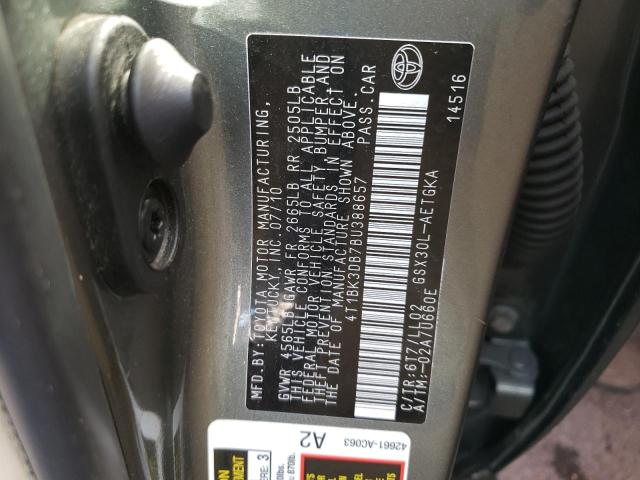 MFD.BY:TOYOTA MOTOR MANUFACTURING,
KENTUCKY, INC. 07/10
GVWR 4565LB GAWR FR 2665LB RR 2505LB
THIS VEHICLE CONFORMS TO ALL APPLICABLE
FEDERAL MOTOR VEHICLE SAFETY, BUMPER, AND
THEFT PREVENTION STANDARDS IN EFFECT ON
THE DATE OF MANUFACTURE SHOWN ABOVE.
4T1BK3DB7BU388657 PASS.CAR
C/TR:6T7/LL02 GSX30L-AETGKA
A/TM:-02A/U660E 14516
42661-AC063
A2
3